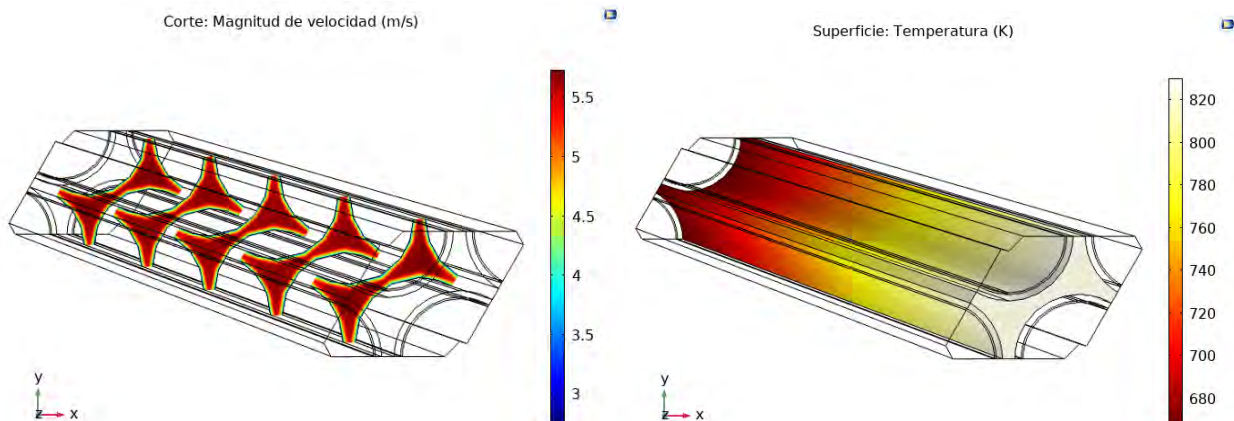 Corte: Magnitud de velocidad (m/s)
5.5
5
4.5
4
3.5
3
y
z x
Superficie: Temperatura (K)
820
800
780
760
740
720
700
680
y
z x